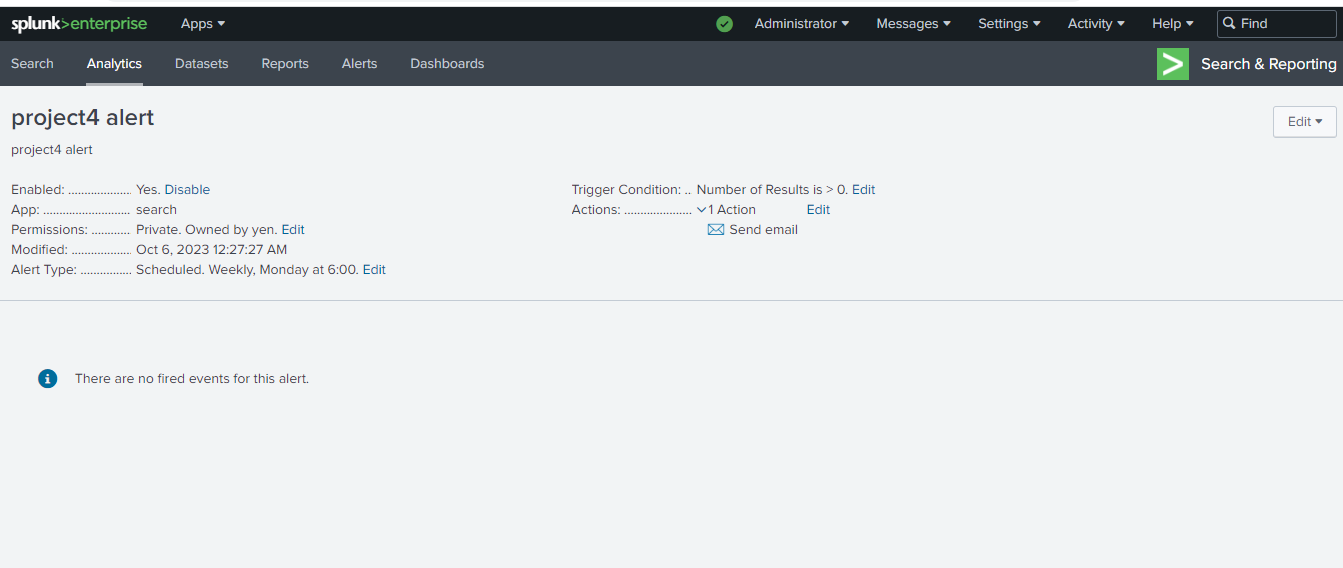 splunk>enterprise Apps Administrator Messages Settings Activity Help Find
Search Analytics Datasets Reports Alerts Dashboards Search & Reporting
project4 alert
Edit
project4 alert
Enabled: ................... Yes. Disable
App: .......................... search
Permissions: ............ Private. Owned by yen. Edit
Modified: .................. Oct 6, 2023 12:27:27 AM
Alert Type: ................ Scheduled. Weekly, Monday at 6:00. Edit
Trigger Condition: .. Number of Results is > 0. Edit
Actions: ..................... 1 Action Edit
Send email
There are no fired events for this alert.